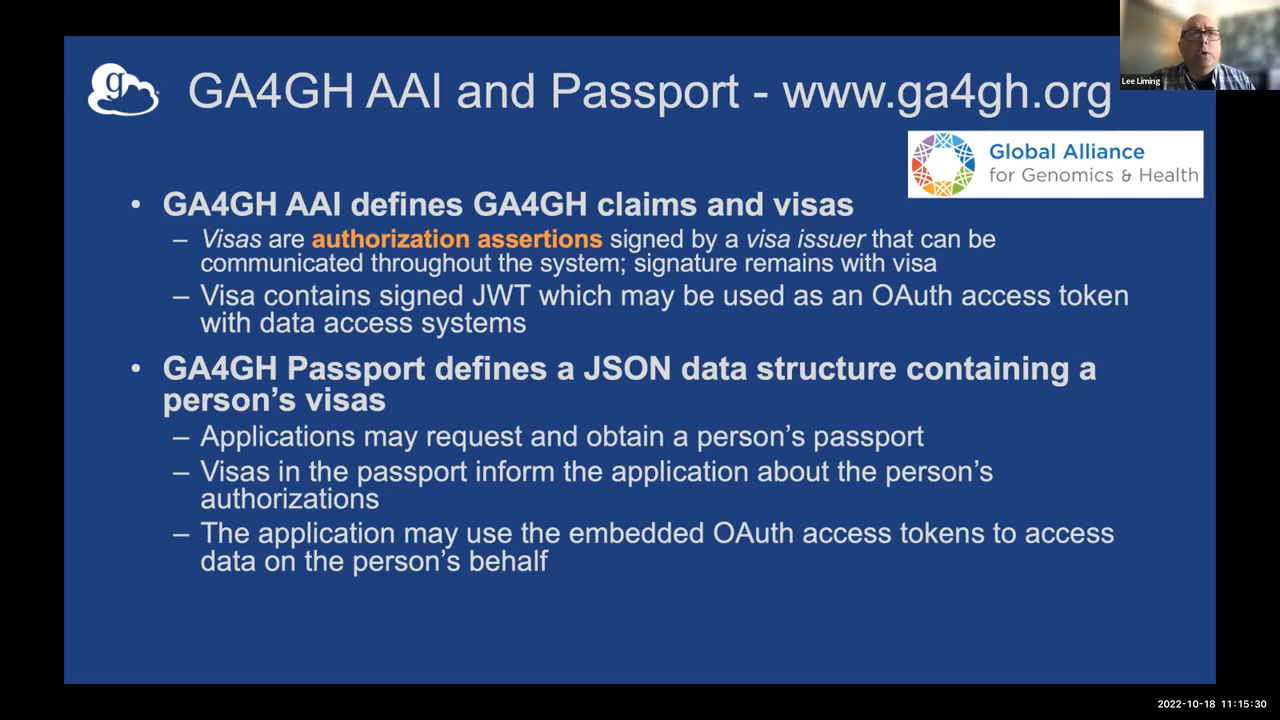 GA4GH AAI and Passport - www.ga4gh.org
Lee Liming
g
Global Alliance
for Genomics & Health
• GA4GH AAI defines GA4GH claims and visas
– Visas are authorization assertions signed by a visa issuer that can be
communicated throughout the system; signature remains with visa
– Visa contains signed JWT which may be used as an OAuth access token
with data access systems
• GA4GH Passport defines a JSON data structure containing a
person’s visas
– Applications may request and obtain a person’s passport
– Visas in the passport inform the application about the person’s
authorizations
– The application may use the embedded OAuth access tokens to access
data on the person’s behalf
2022-10-18 11:15:30